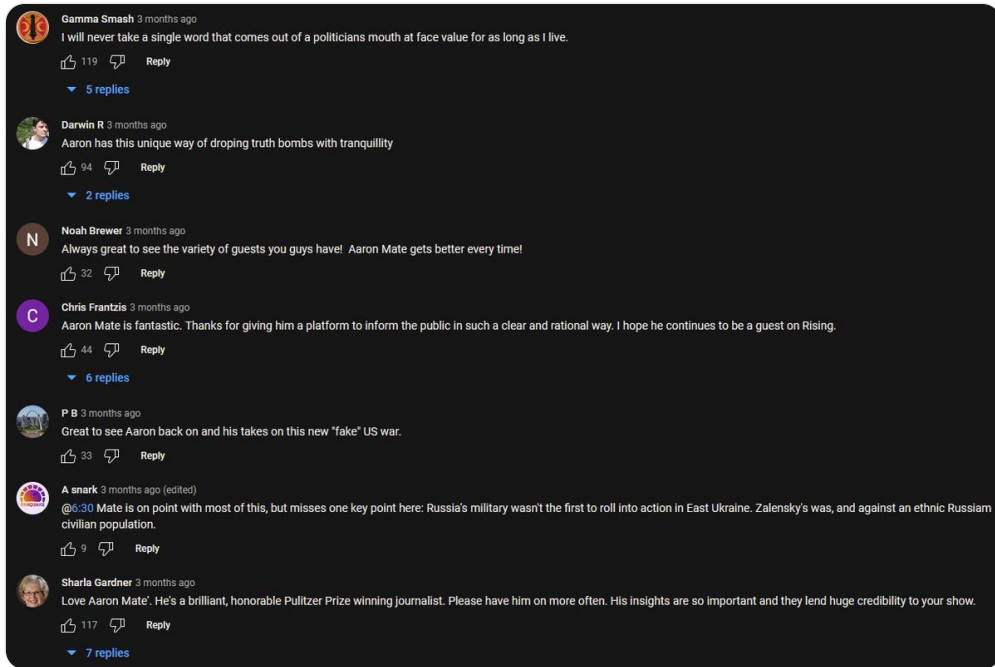 Gamma Smash 3 months ago
I will never take a single word that comes out of a politicians mouth at face value for as long as I live.
119 Reply
5 replies
Darwin R 3 months ago
Aaron has this unique way of droping truth bombs with tranquillity
94 Reply
2 replies
N
Noah Brewer 3 months ago
Always great to see the variety of guests you guys have! Aaron Mate gets better every time!
32 Reply
C
Chris Frantzis 3 months ago
Aaron Mate is fantastic. Thanks for giving him a platform to inform the public in such a clear and rational way. I hope he continues to be a guest on Rising.
44 Reply
6 replies
P B 3 months ago
Great to see Aaron back on and his takes on this new "fake" US war.
33 Reply
A snark 3 months ago (edited)
@6:30 Mate is on point with most of this, but misses one key point here: Russia's military wasn't the first to roll into action in East Ukraine. Zalensky's was, and against an ethnic Russiam
civilian population.
9 Reply
Sharla Gardner 3 months ago
Love Aaron Mate'. He's a brilliant, honorable Pulitzer Prize winning journalist. Please have him on more often. His insights are so important and they lend huge credibility to your show.
117 Reply
7 replies